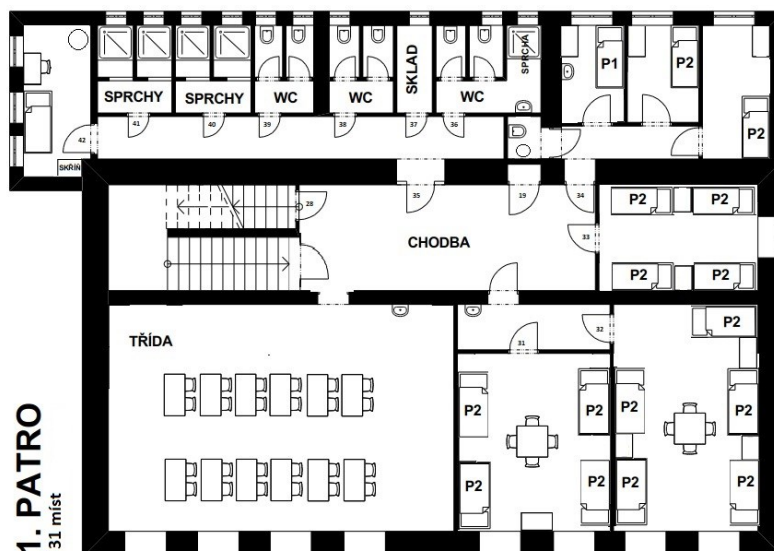 SPRCHY
SPRCHY
WC
WC
SKLAD
WC
SPRCHA
P1
P2
P2
42
41
40
39
38
37
36
SKŘÍŇ
28
35
19
34
CHODBA
33
P2
P2
P2
P2
TŘÍDA
31
32
P2
P2
P2
P2
P2
P2
P2
P2
P2
1. PATRO
31 míst